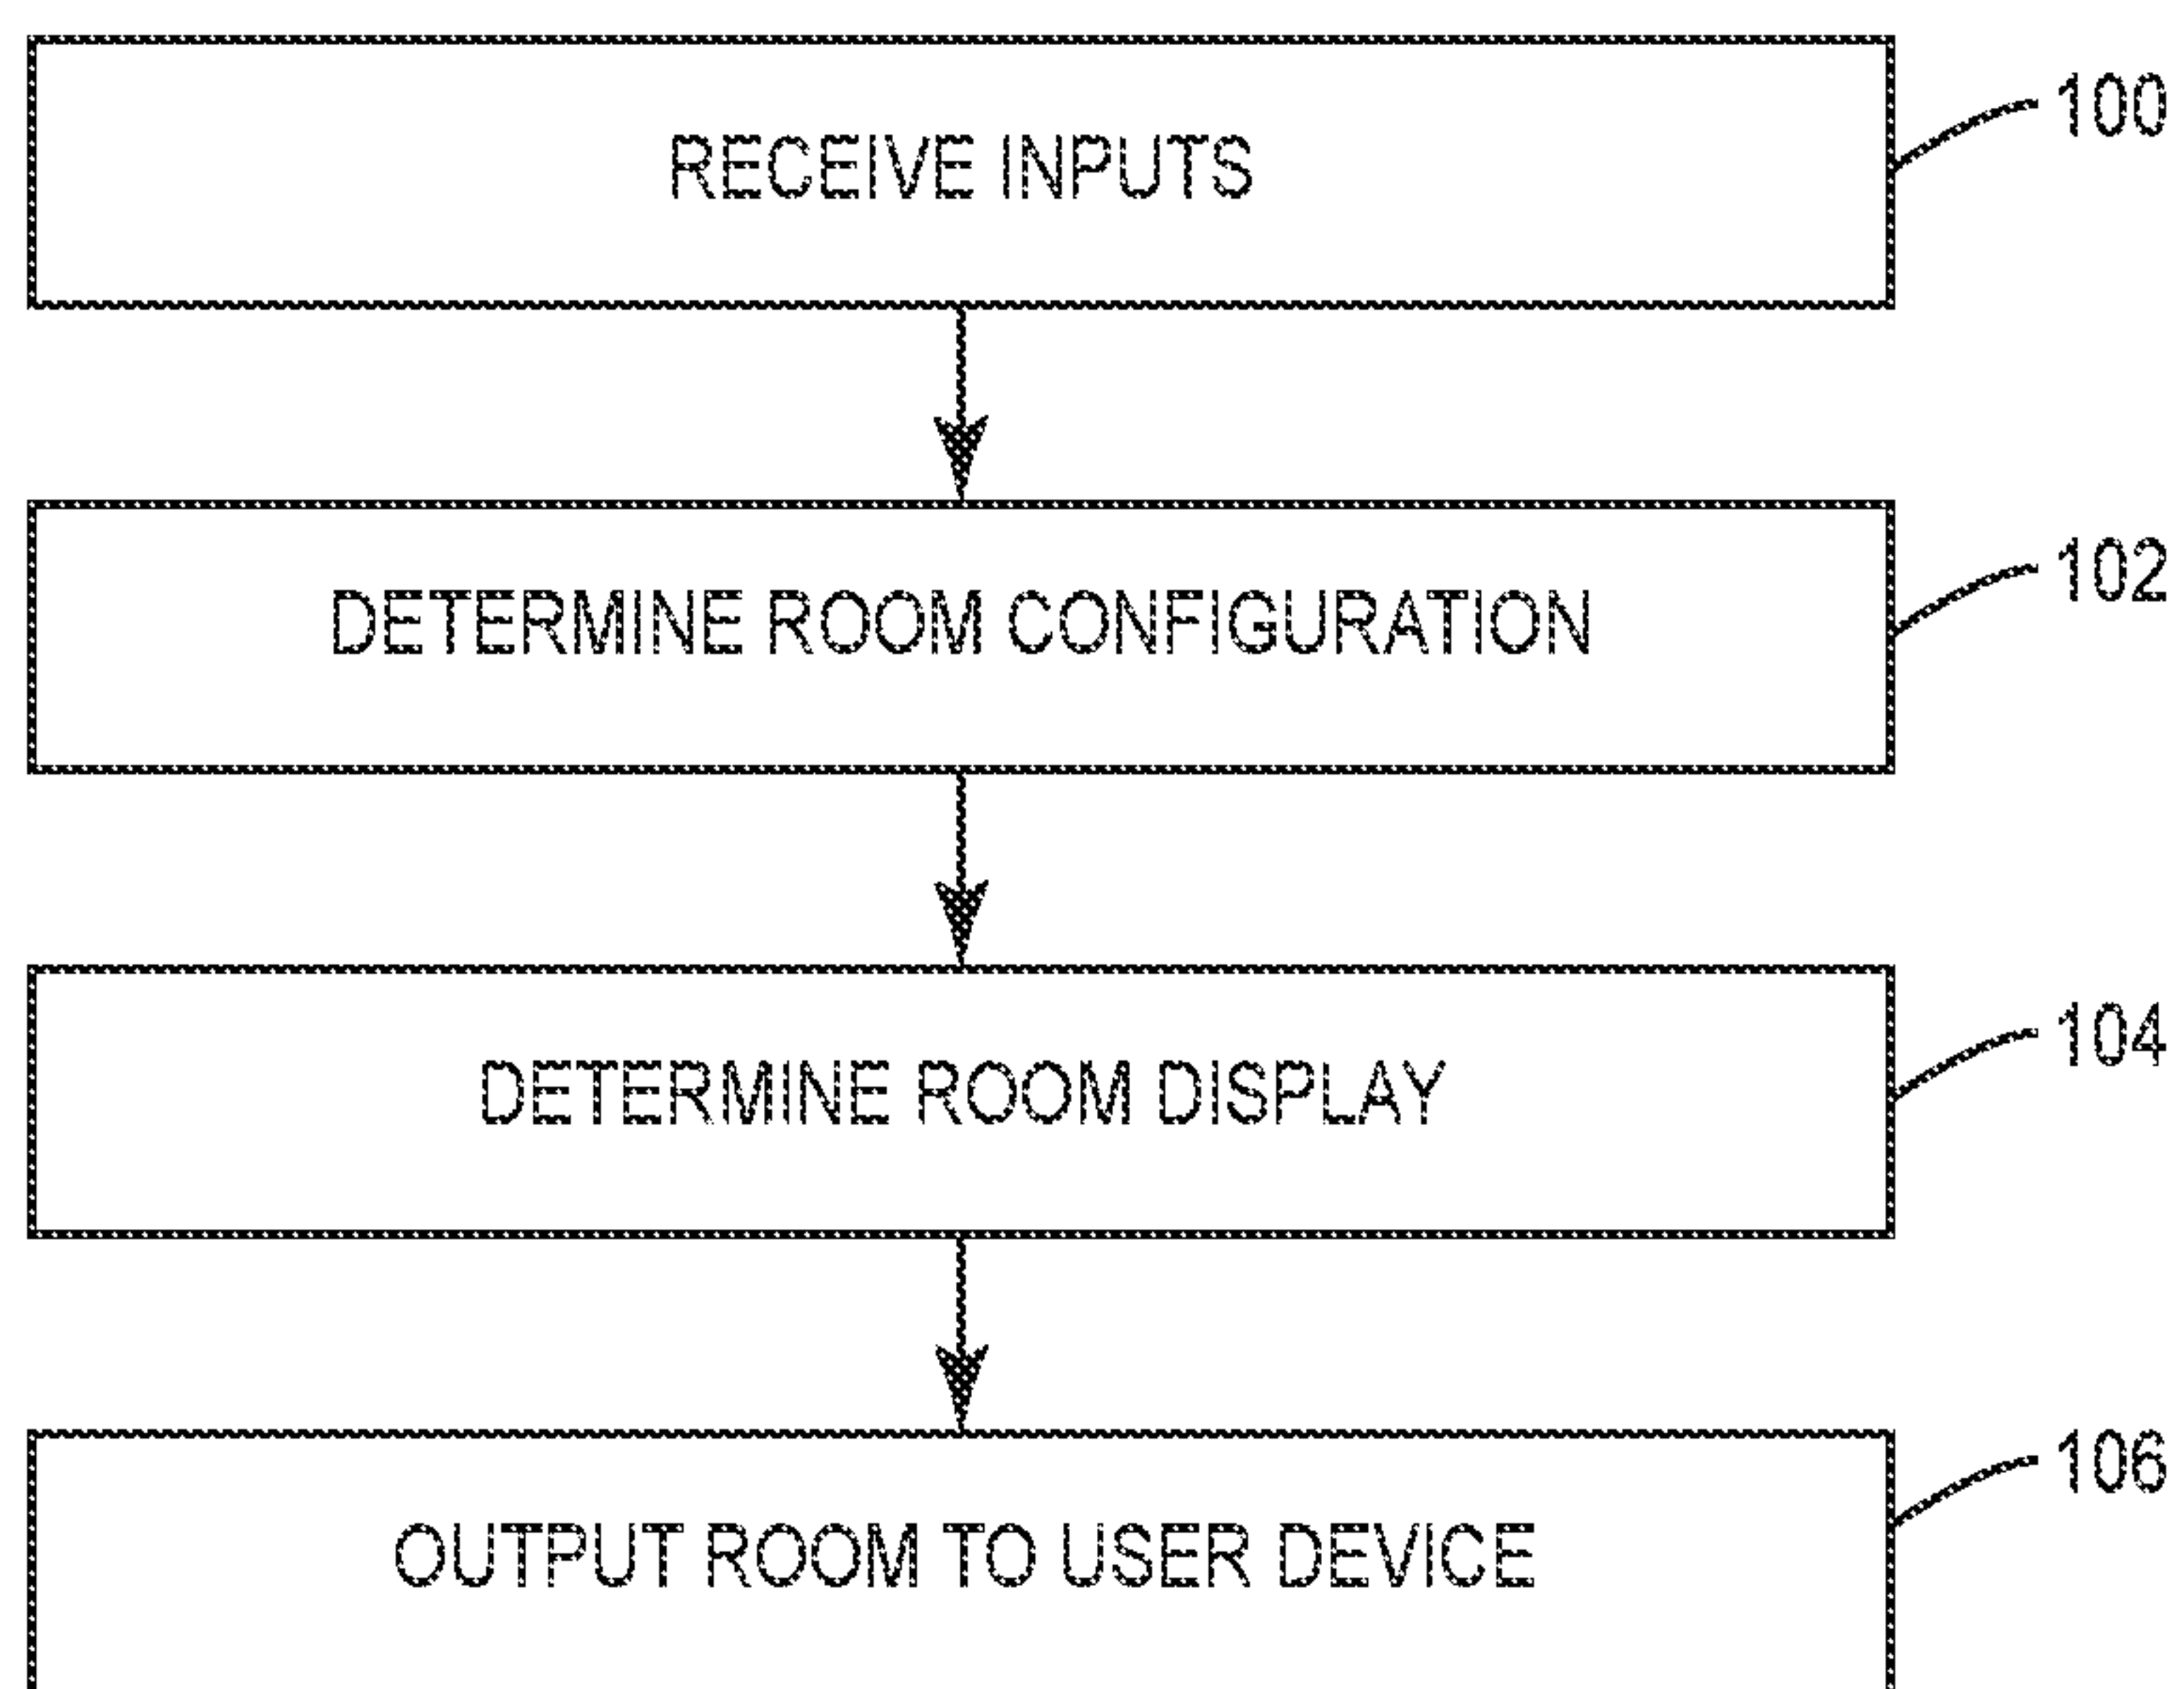 RECEIVE INPUTS
100
DETERMINE ROOM CONFIGURATION
102
DETERMINE ROOM DISPLAY
104
OUTPUT ROOM TO USER DEVICE
106